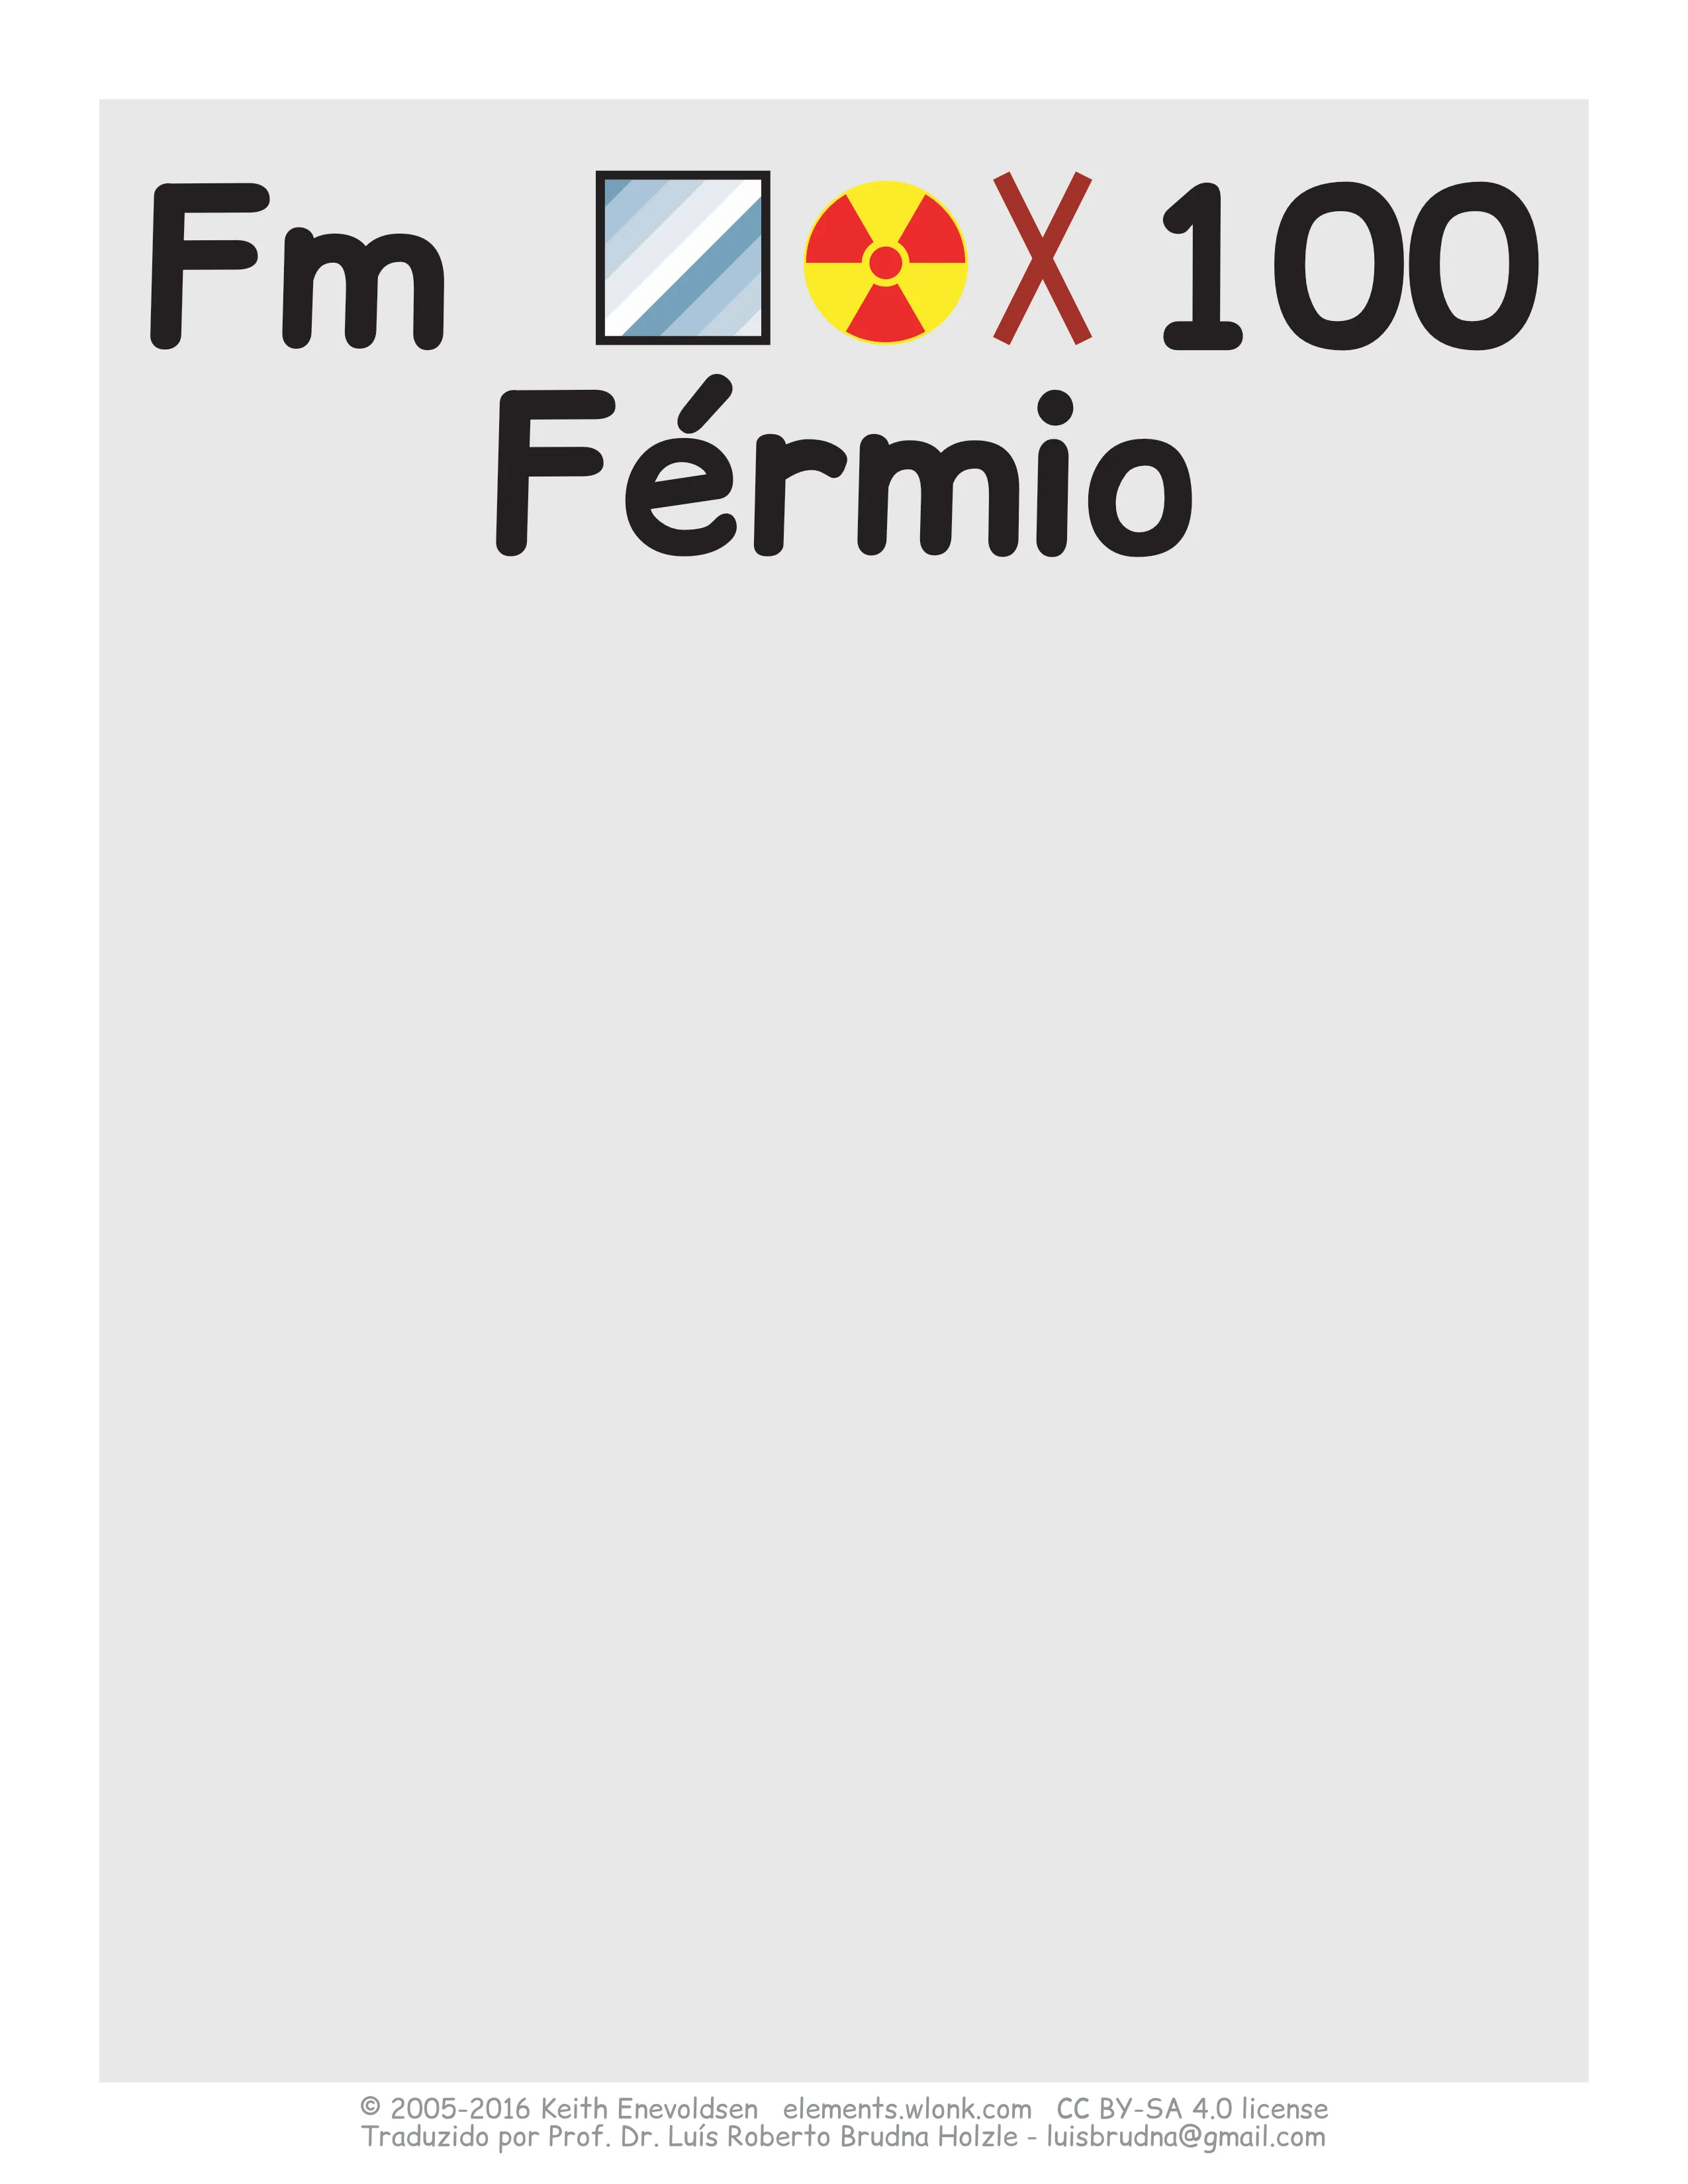 Fm 100
Férmio
© 2005-2016 Keith Enevoldsen elements.wlonk.com CC BY-SA 4.0 license
Traduzido por Prof. Dr. Luís Roberto Brudna Holzle - luisbrudna@gmail.com